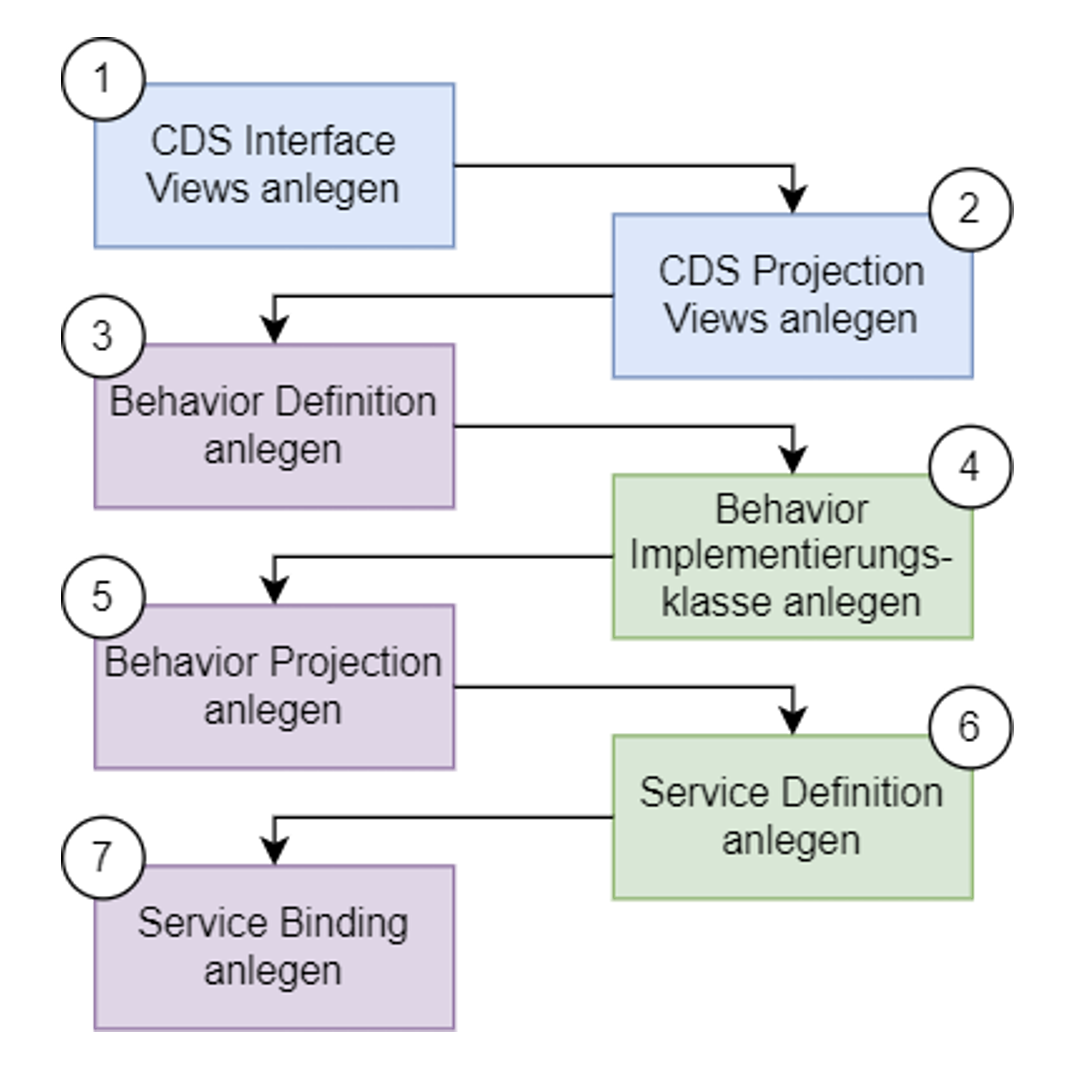 1
CDS Interface
Views anlegen
2
CDS Projection
Views anlegen
3
Behavior Definition
anlegen
4
Behavior
Implementierungs-
klasse anlegen
5
Behavior Projection
anlegen
6
Service Definition
anlegen
7
Service Binding
anlegen